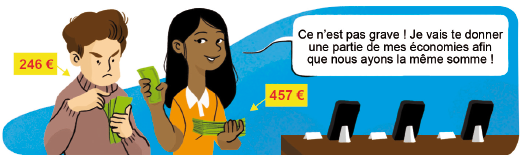 Ce n'est pas grave ! Je vais te donner
une partie de mes économies afin
que nous ayons la même somme !
246 €
457 €